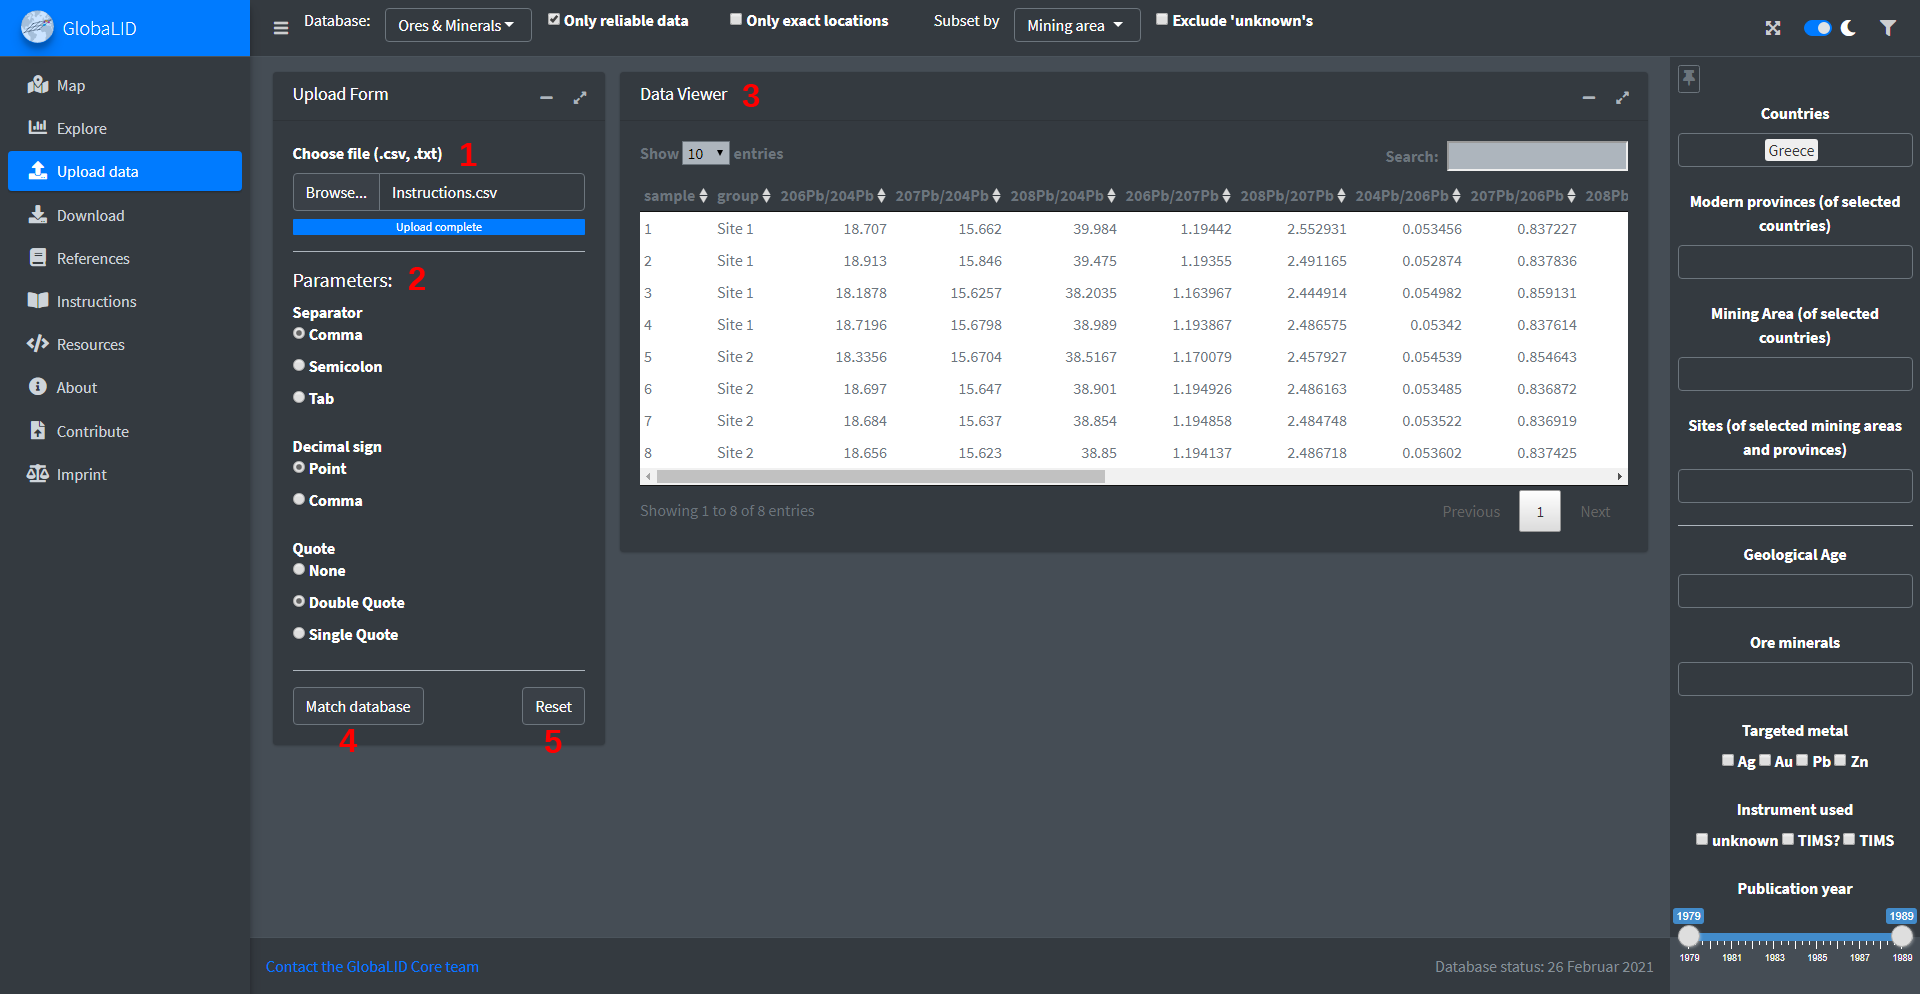 GlobaLID
Database:
Ores & Minerals
Only reliable data
Only exact locations
Subset by
Mining area
Exclude 'unknown's
Map
Explore
Upload data
Download
References
Instructions
Resources
About
Contribute
Imprint
Upload Form
Choose file (.csv, .txt) 1
Browse... Instructions.csv
Upload complete
Parameters: 2
Separator
Comma
Semicolon
Tab
Decimal sign
Point
Comma
Quote
None
Double Quote
Single Quote
Match database
Reset
4 5
Data Viewer 3
Show 10 entries
Search:
sample group 206Pb/204Pb 207Pb/204Pb 208Pb/204Pb 206Pb/207Pb 208Pb/207Pb 204Pb/206Pb 207Pb/206Pb 208Pb
1 Site 1 18.707 15.662 39.984 1.19442 2.552931 0.053456 0.837227
2 Site 1 18.913 15.846 39.475 1.19355 2.491165 0.052874 0.837836
3 Site 1 18.1878 15.6257 38.2035 1.163967 2.444914 0.054982 0.859131
4 Site 1 18.7196 15.6798 38.989 1.193867 2.486575 0.05342 0.837614
5 Site 2 18.3356 15.6704 38.5167 1.170079 2.457927 0.054539 0.854643
6 Site 2 18.697 15.647 38.901 1.194926 2.486163 0.053485 0.836872
7 Site 2 18.684 15.637 38.854 1.194858 2.484748 0.053522 0.836919
8 Site 2 18.656 15.623 38.85 1.194137 2.486718 0.053602 0.837425
Showing 1 to 8 of 8 entries
Previous 1 Next
Countries
Greece
Modern provinces (of selected
countries)
Mining Area (of selected
countries)
Sites (of selected mining areas
and provinces)
Geological Age
Ore minerals
Targeted metal
Ag Au Pb Zn
Instrument used
unknown TIMS? TIMS
Publication year
1979 1989
1979 1981 1983 1985 1987 1989
Contact the GlobaLID Core team
Database status: 26 Februar 2021